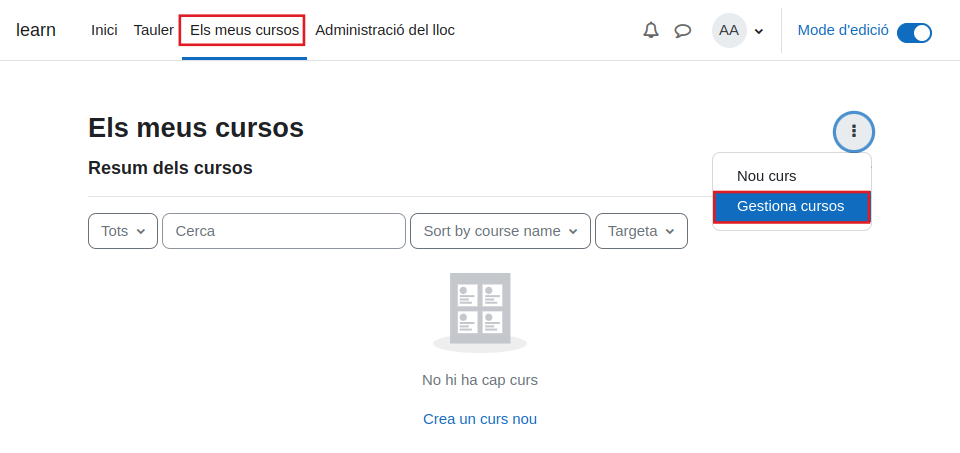 learn Inici Tauler Els meus cursos Administració del lloc AA Mode d'edició
Els meus cursos
Resum dels cursos
Nou curs
Gestiona cursos
Tots Cerca Sort by course name Targeta
No hi ha cap curs
Crea un curs nou